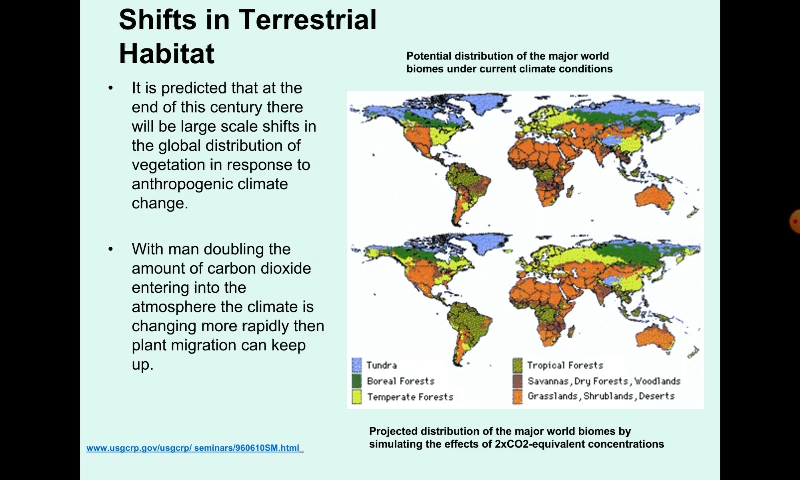 Shifts in Terrestrial
Habitat
Potential distribution of the major world
biomes under current climate conditions
• It is predicted that at the
end of this century there
will be large scale shifts in
the global distribution of
vegetation in response to
anthropogenic climate
change.
• With man doubling the
amount of carbon dioxide
entering into the
atmosphere the climate is
changing more rapidly then
plant migration can keep
up.
Tundra
Boreal Forests
Temperate Forests
Tropical Forests
Savannas, Dry Forests, Woodlands
Grasslands, Shrublands, Deserts
Projected distribution of the major world biomes by
simulating the effects of 2xCO2-equivalent concentrations
www.usgcrp.gov/usgcrp/ seminars/960610SM.html